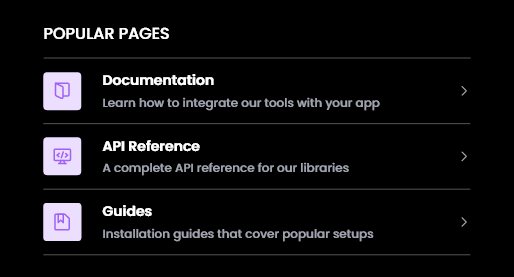 POPULAR PAGES
Documentation
Learn how to integrate our tools with your app
API Reference
A complete API reference for our libraries
Guides
Installation guides that cover popular setups